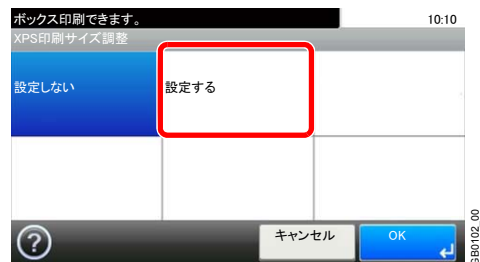 ボックス印刷できます。 10:10
XPS印刷サイズ調整
設定しない 設定する
? キャンセル OK
GB0102_00